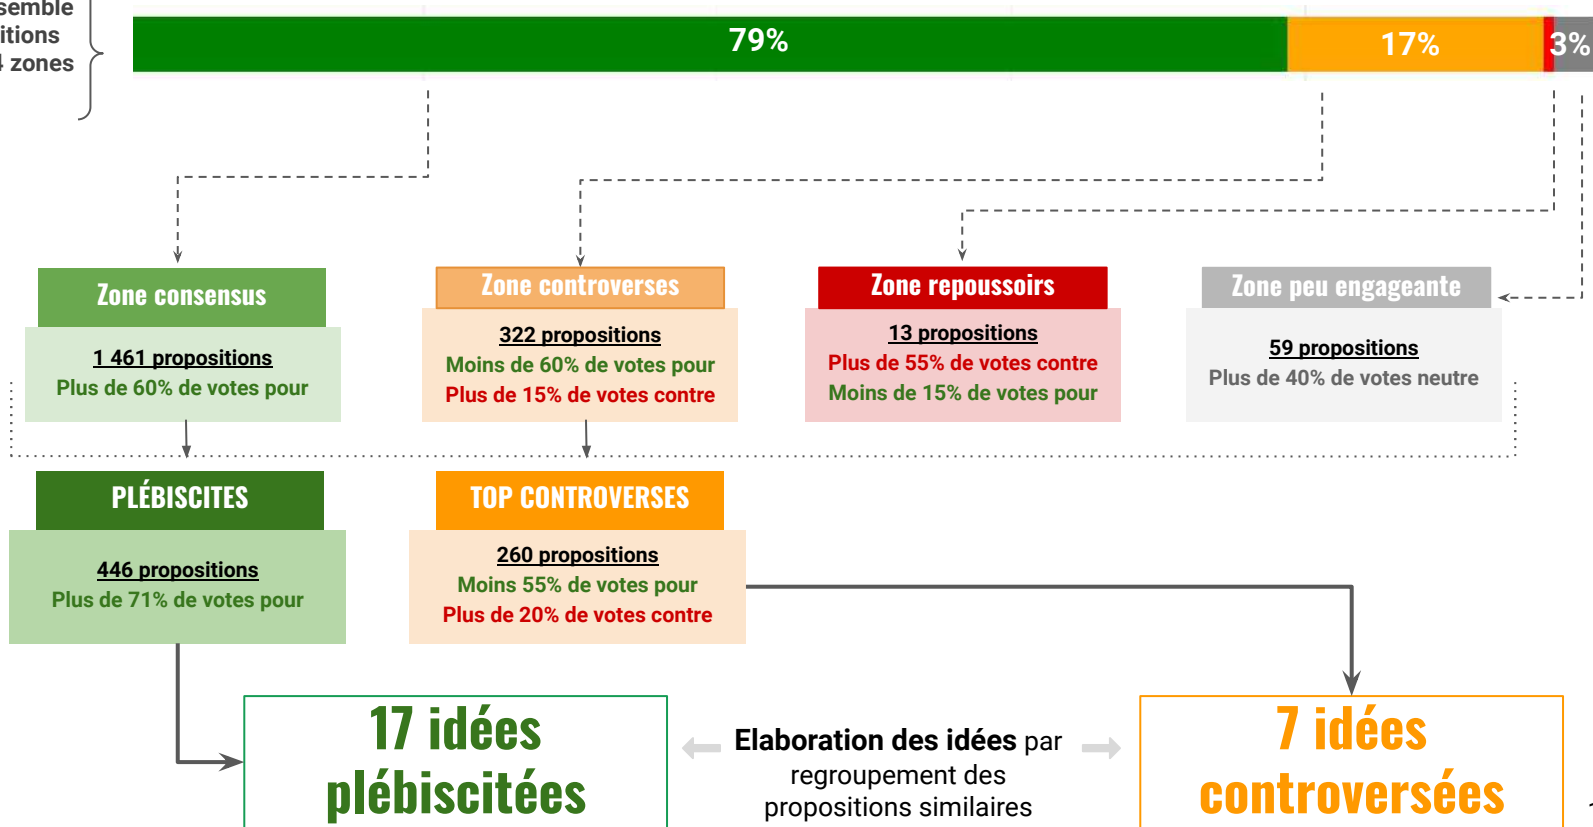 4 zones
79%
17%
3%
Zone consensus
1 461 propositions
Plus de 60% de votes pour
Zone controverses
322 propositions
Moins de 60% de votes pour
Plus de 15% de votes contre
Zone repoussoirs
13 propositions
Plus de 55% de votes contre
Moins de 15% de votes pour
Zone peu engageante
59 propositions
Plus de 40% de votes neutre
PLÉBISCITES
446 propositions
Plus de 71% de votes pour
TOP CONTROVERSES
260 propositions
Moins 55% de votes pour
Plus de 20% de votes contre
17 idées
plébiscitées
Elaboration des idées par
regroupement des
propositions similaires
7 idées
controversées